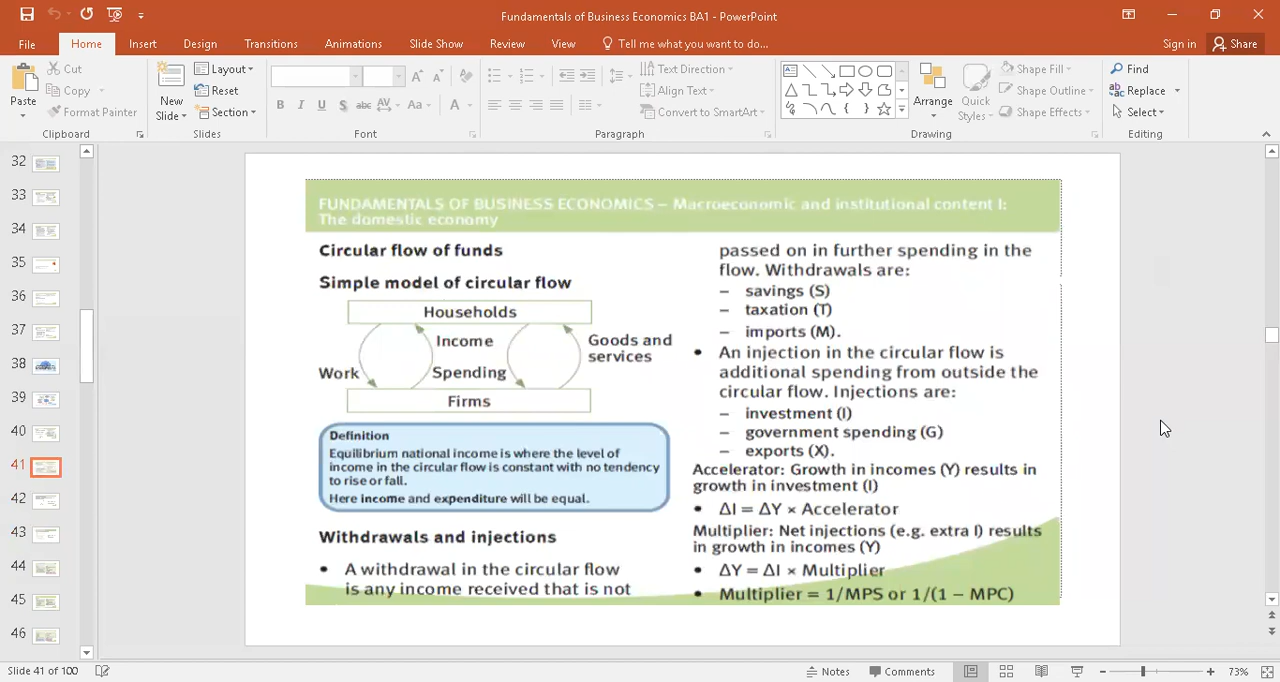 Fundamentals of Business Economics BA1 - PowerPoint
File Home Insert Design Transitions Animations Slide Show Review View Tell me what you want to do... Sign in Share
Cut
Copy
Format Painter
Paste
Clipboard
New
Slide
Layout
Reset
Section
Slides
Font
Text Direction
Align Text
Convert to SmartArt
Paragraph
Arrange
Quick
Styles
Shape Fill
Shape Outline
Shape Effects
Drawing
Find
Replace
Select
Editing
32
33
34
35
36
37
38
39
40
41
42
43
44
45
46
FUNDAMENTALS OF BUSINESS ECONOMICS – Macroeconomic and institutional content I:
The domestic economy
Circular flow of funds
Simple model of circular flow
Households
Income
Goods and
services
Work
Spending
Firms
Definition
Equilibrium national income is where the level of
income in the circular flow is constant with no tendency
to rise or fall.
Here income and expenditure will be equal.
Withdrawals and injections
• A withdrawal in the circular flow
is any income received that is not
passed on in further spending in the
flow. Withdrawals are:
– savings (S)
– taxation (T)
– imports (M).
• An injection in the circular flow is
additional spending from outside the
circular flow. Injections are:
– investment (I)
– government spending (G)
– exports (X).
Accelerator: Growth in incomes (Y) results in
growth in investment (I)
• ΔI = ΔY × Accelerator
Multiplier: Net injections (e.g. extra I) results
in growth in incomes (Y)
• ΔY = ΔI × Multiplier
• Multiplier = 1/MPS or 1/(1 – MPC)
Slide 41 of 100
Notes Comments 73%